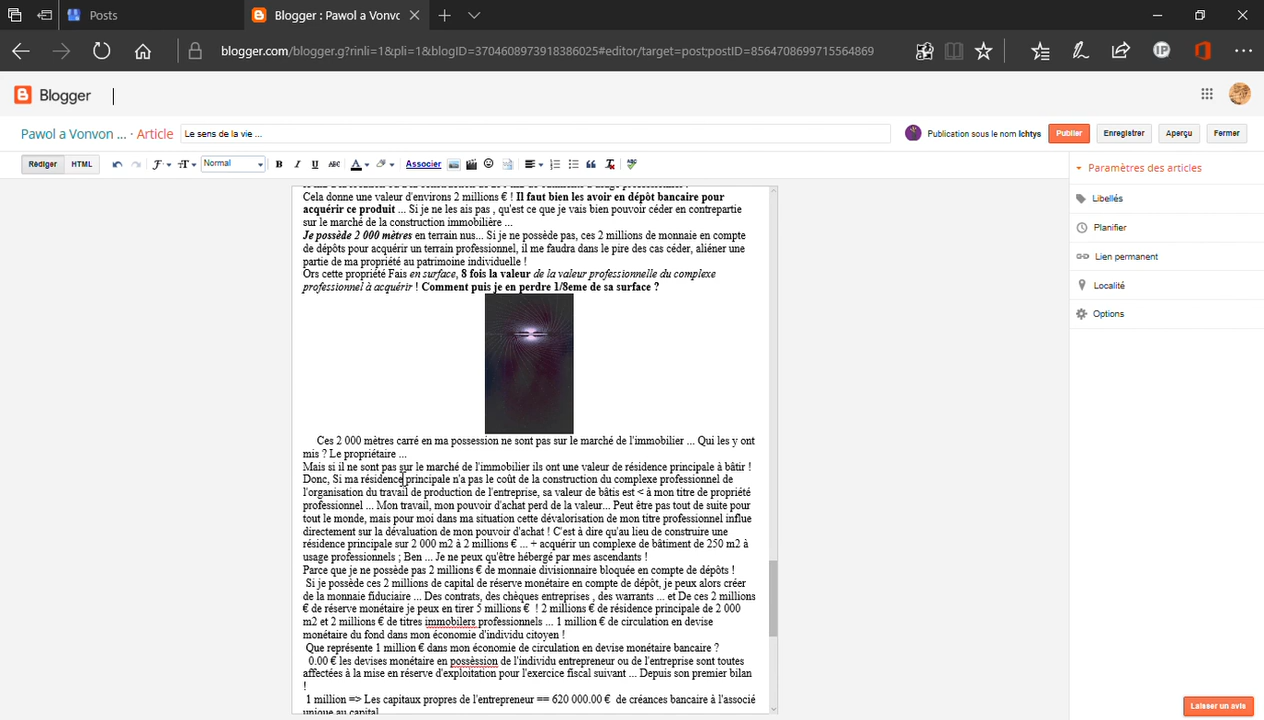 Posts
Blogger : Pawol a Vonvc
blogger.com/blogger.g?rinli=1&pli=1&blogID=3704608973918386025#editor/target=post;postID=8564708699715564869
Blogger
Pawol a Vonvon ... · Article Le sens de la vie ... Publication sous le nom Ichtys Publier Enregistrer Aperçu Fermer
Rédiger HTML Normal B I U ABC A Associer
Paramètres des articles
Libellés
Planifier
Lien permanent
Localité
Options
Cela donne une valeur d'environs 2 millions € ! Il faut bien les avoir en dépôt bancaire pour
acquérir ce produit ... Si je ne les ais pas , qu'est ce que je vais bien pouvoir céder en contrepartie
sur le marché de la construction immobilière ...
Je possède 2 000 mètres en terrain nus... Si je ne possède pas, ces 2 millions de monnaie en compte
de dépôts pour acquérir un terrain professionnel, il me faudra dans le pire des cas céder, aliéner une
partie de ma propriété au patrimoine individuelle !
Ors cette propriété Fais en surface, 8 fois la valeur de la valeur professionnelle du complexe
professionnel à acquérir ! Comment puis je en perdre 1/8eme de sa surface ?
Ces 2 000 mètres carré en ma possession ne sont pas sur le marché de l'immobilier ... Qui les y ont
mis ? Le propriétaire ...
Mais si il ne sont pas sur le marché de l'immobilier ils ont une valeur de résidence principale à bâtir !
Donc, Si ma résidence principale n'a pas le coût de la construction du complexe professionnel de
l'organisation du travail de production de l'entreprise, sa valeur de bâtis est < à mon titre de propriété
professionnel ... Mon travail, mon pouvoir d'achat perd de la valeur... Peut être pas tout de suite pour
tout le monde, mais pour moi dans ma situation cette dévalorisation de mon titre professionnel influe
directement sur la dévaluation de mon pouvoir d'achat ! C'est à dire qu'au lieu de construire une
résidence principale sur 2 000 m2 à 2 millions € ... + acquérir un complexe de bâtiment de 250 m2 à
usage professionnels ; Ben ... Je ne peux qu'être hébergé par mes ascendants !
Parce que je ne possède pas 2 millions € de monnaie divisionnaire bloquée en compte de dépôts !
Si je possède ces 2 millions de capital de réserve monétaire en compte de dépôt, je peux alors créer
de la monnaie fiduciaire ... Des contrats, des chèques entreprises , des warrants ... et De ces 2 millions
€ de réserve monétaire je peux en tirer 5 millions € ! 2 millions € de résidence principale de 2 000
m2 et 2 millions € de titres immobilers professionnels ... 1 million € de circulation en devise
monétaire du fond dans mon économie d'individu citoyen !
Que représente 1 million € dans mon économie de circulation en devise monétaire bancaire ?
0.00 € les devises monétaire en possèssion de l'individu entrepreneur ou de l'entreprise sont toutes
affectées à la mise en réserve d'exploitation pour l'exercice fiscal suivant ... Depuis son premier bilan
!
1 million => Les capitaux propres de l'entrepreneur == 620 000.00 € de créances bancaire à l'associé
unique au capital
Laisser un avis